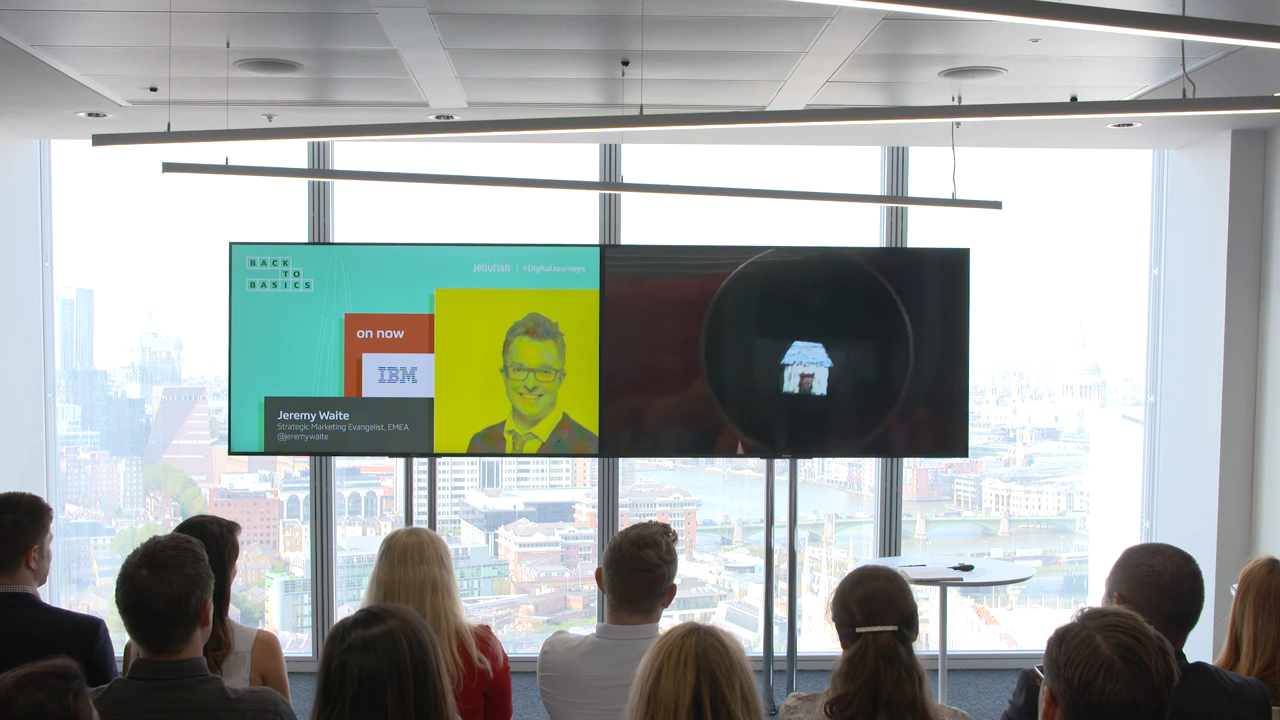 BACK
TO
BASICS
jellyfish | #DigitalJourneys
on now
IBM
Jeremy Waite
Strategic Marketing Evangelist, EMEA
@jeremywaite